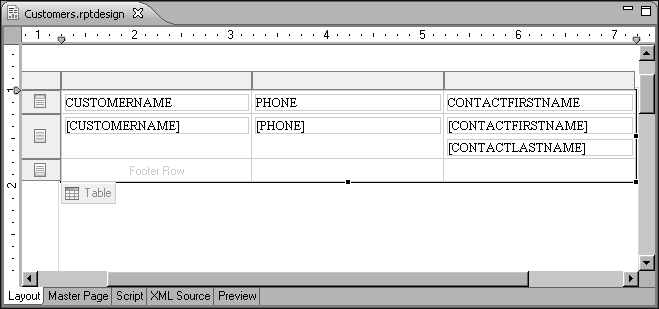 Customers.rptdesign
1 2 3 4 5 6 7
1
CUSTOMERNAME PHONE CONTACTFIRSTNAME
[CUSTOMERNAME] [PHONE] [CONTACTFIRSTNAME]
[CONTACTLASTNAME]
Footer Row
2
Table
Layout Master Page Script XML Source Preview